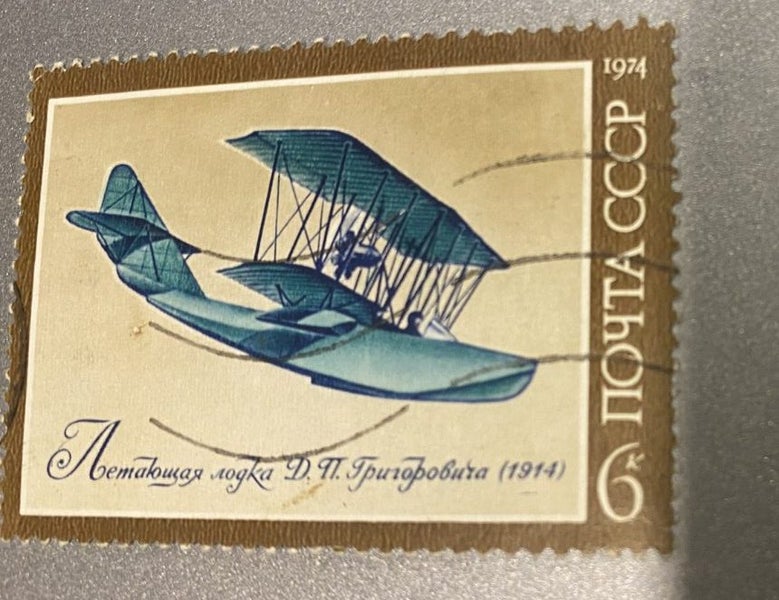 1974
ПОЧТА СССР
6к
Летающая лодка Д. П. Григоровича (1914)